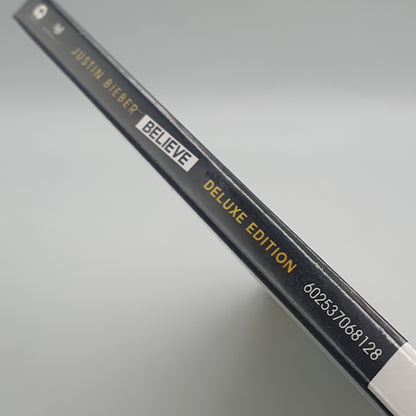 JUSTIN BIEBER
BELIEVE
DELUXE EDITION
602537068128